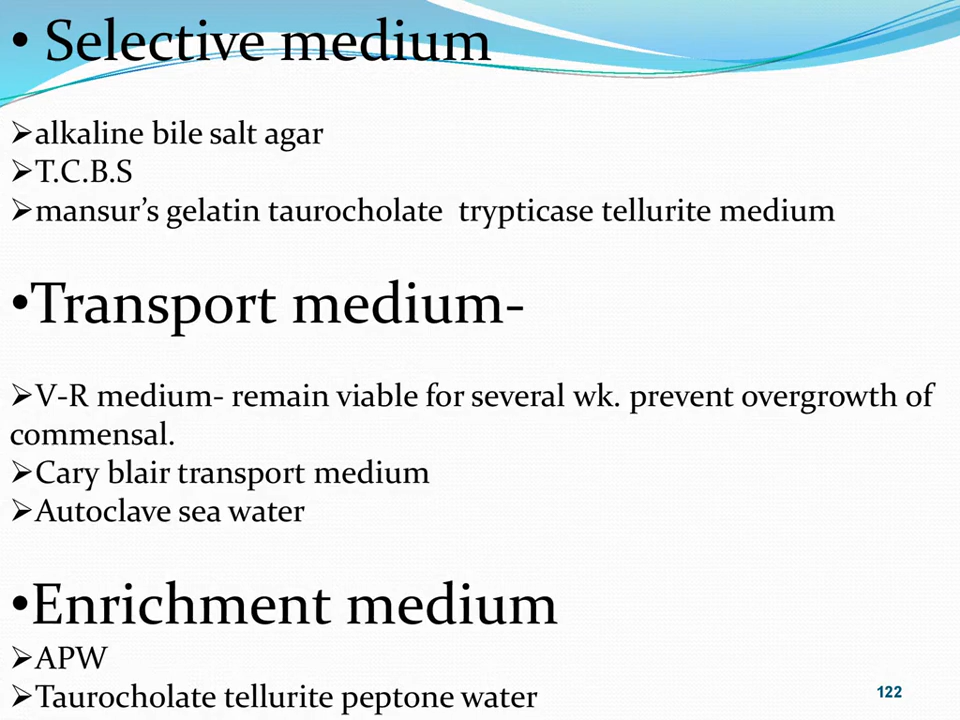 • Selective medium
➢alkaline bile salt agar
➢T.C.B.S
➢mansur’s gelatin taurocholate trypticase tellurite medium
•Transport medium-
➢V-R medium- remain viable for several wk. prevent overgrowth of
commensal.
➢Cary blair transport medium
➢Autoclave sea water
•Enrichment medium
➢APW
➢Taurocholate tellurite peptone water
122